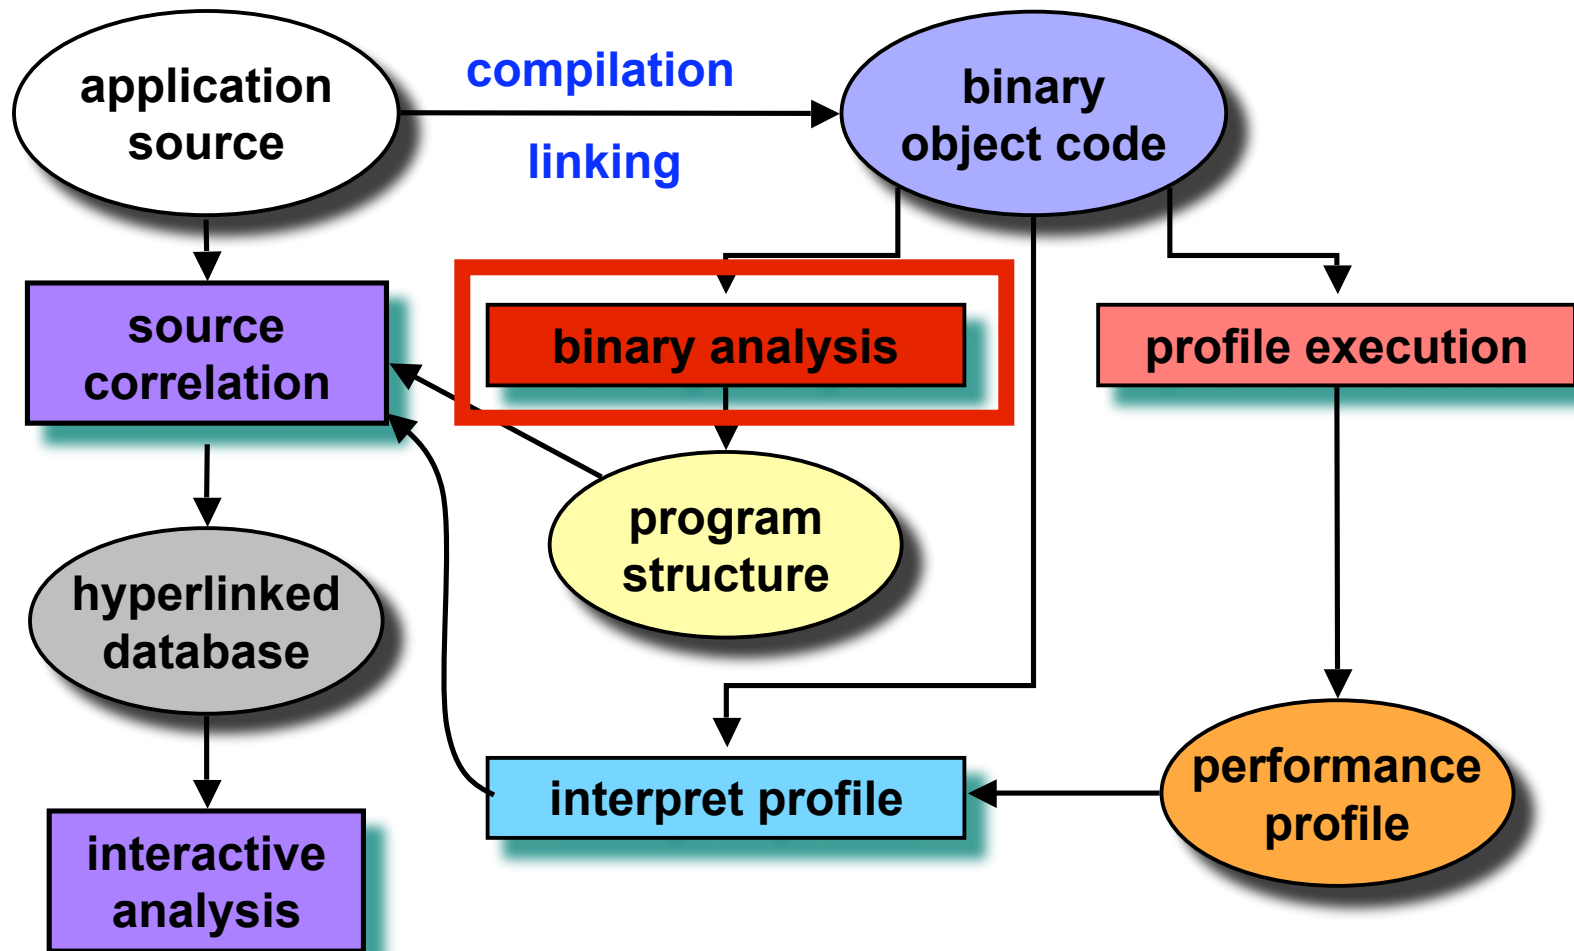 application
source
compilation
linking
binary
object code
source
correlation
binary analysis
profile execution
program
structure
hyperlinked
database
interpret profile
performance
profile
interactive
analysis